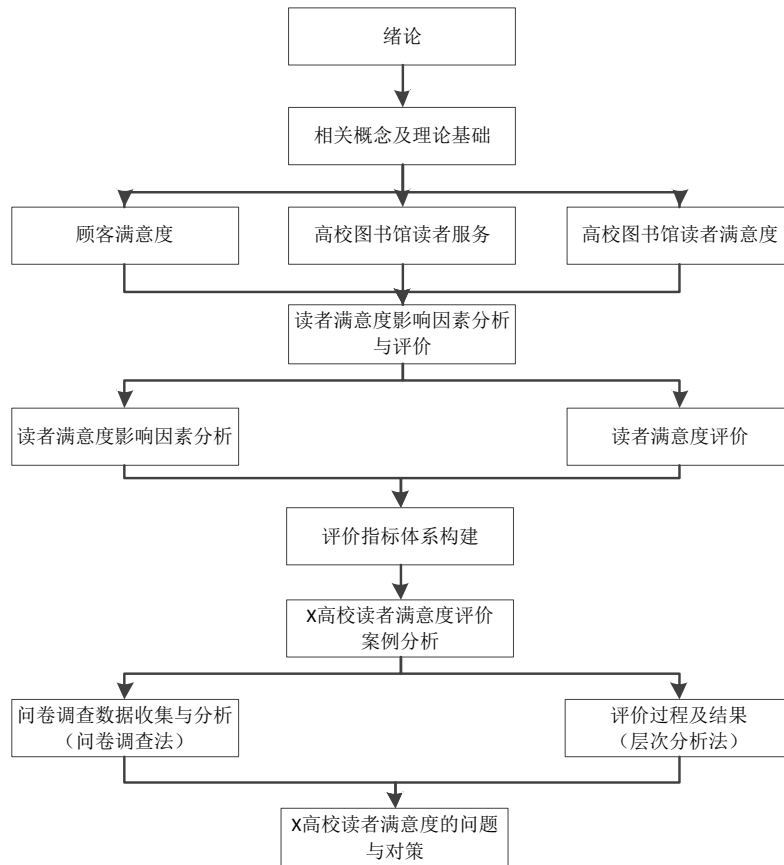 绪论
相关概念及理论基础
顾客满意度
高校图书馆读者服务
高校图书馆读者满意度
读者满意度影响因素分析
与评价
读者满意度影响因素分析
读者满意度评价
评价指标体系构建
X高校读者满意度评价
案例分析
问卷调查数据收集与分析
（问卷调查法）
评价过程及结果
（层次分析法）
X高校读者满意度的问题
与对策